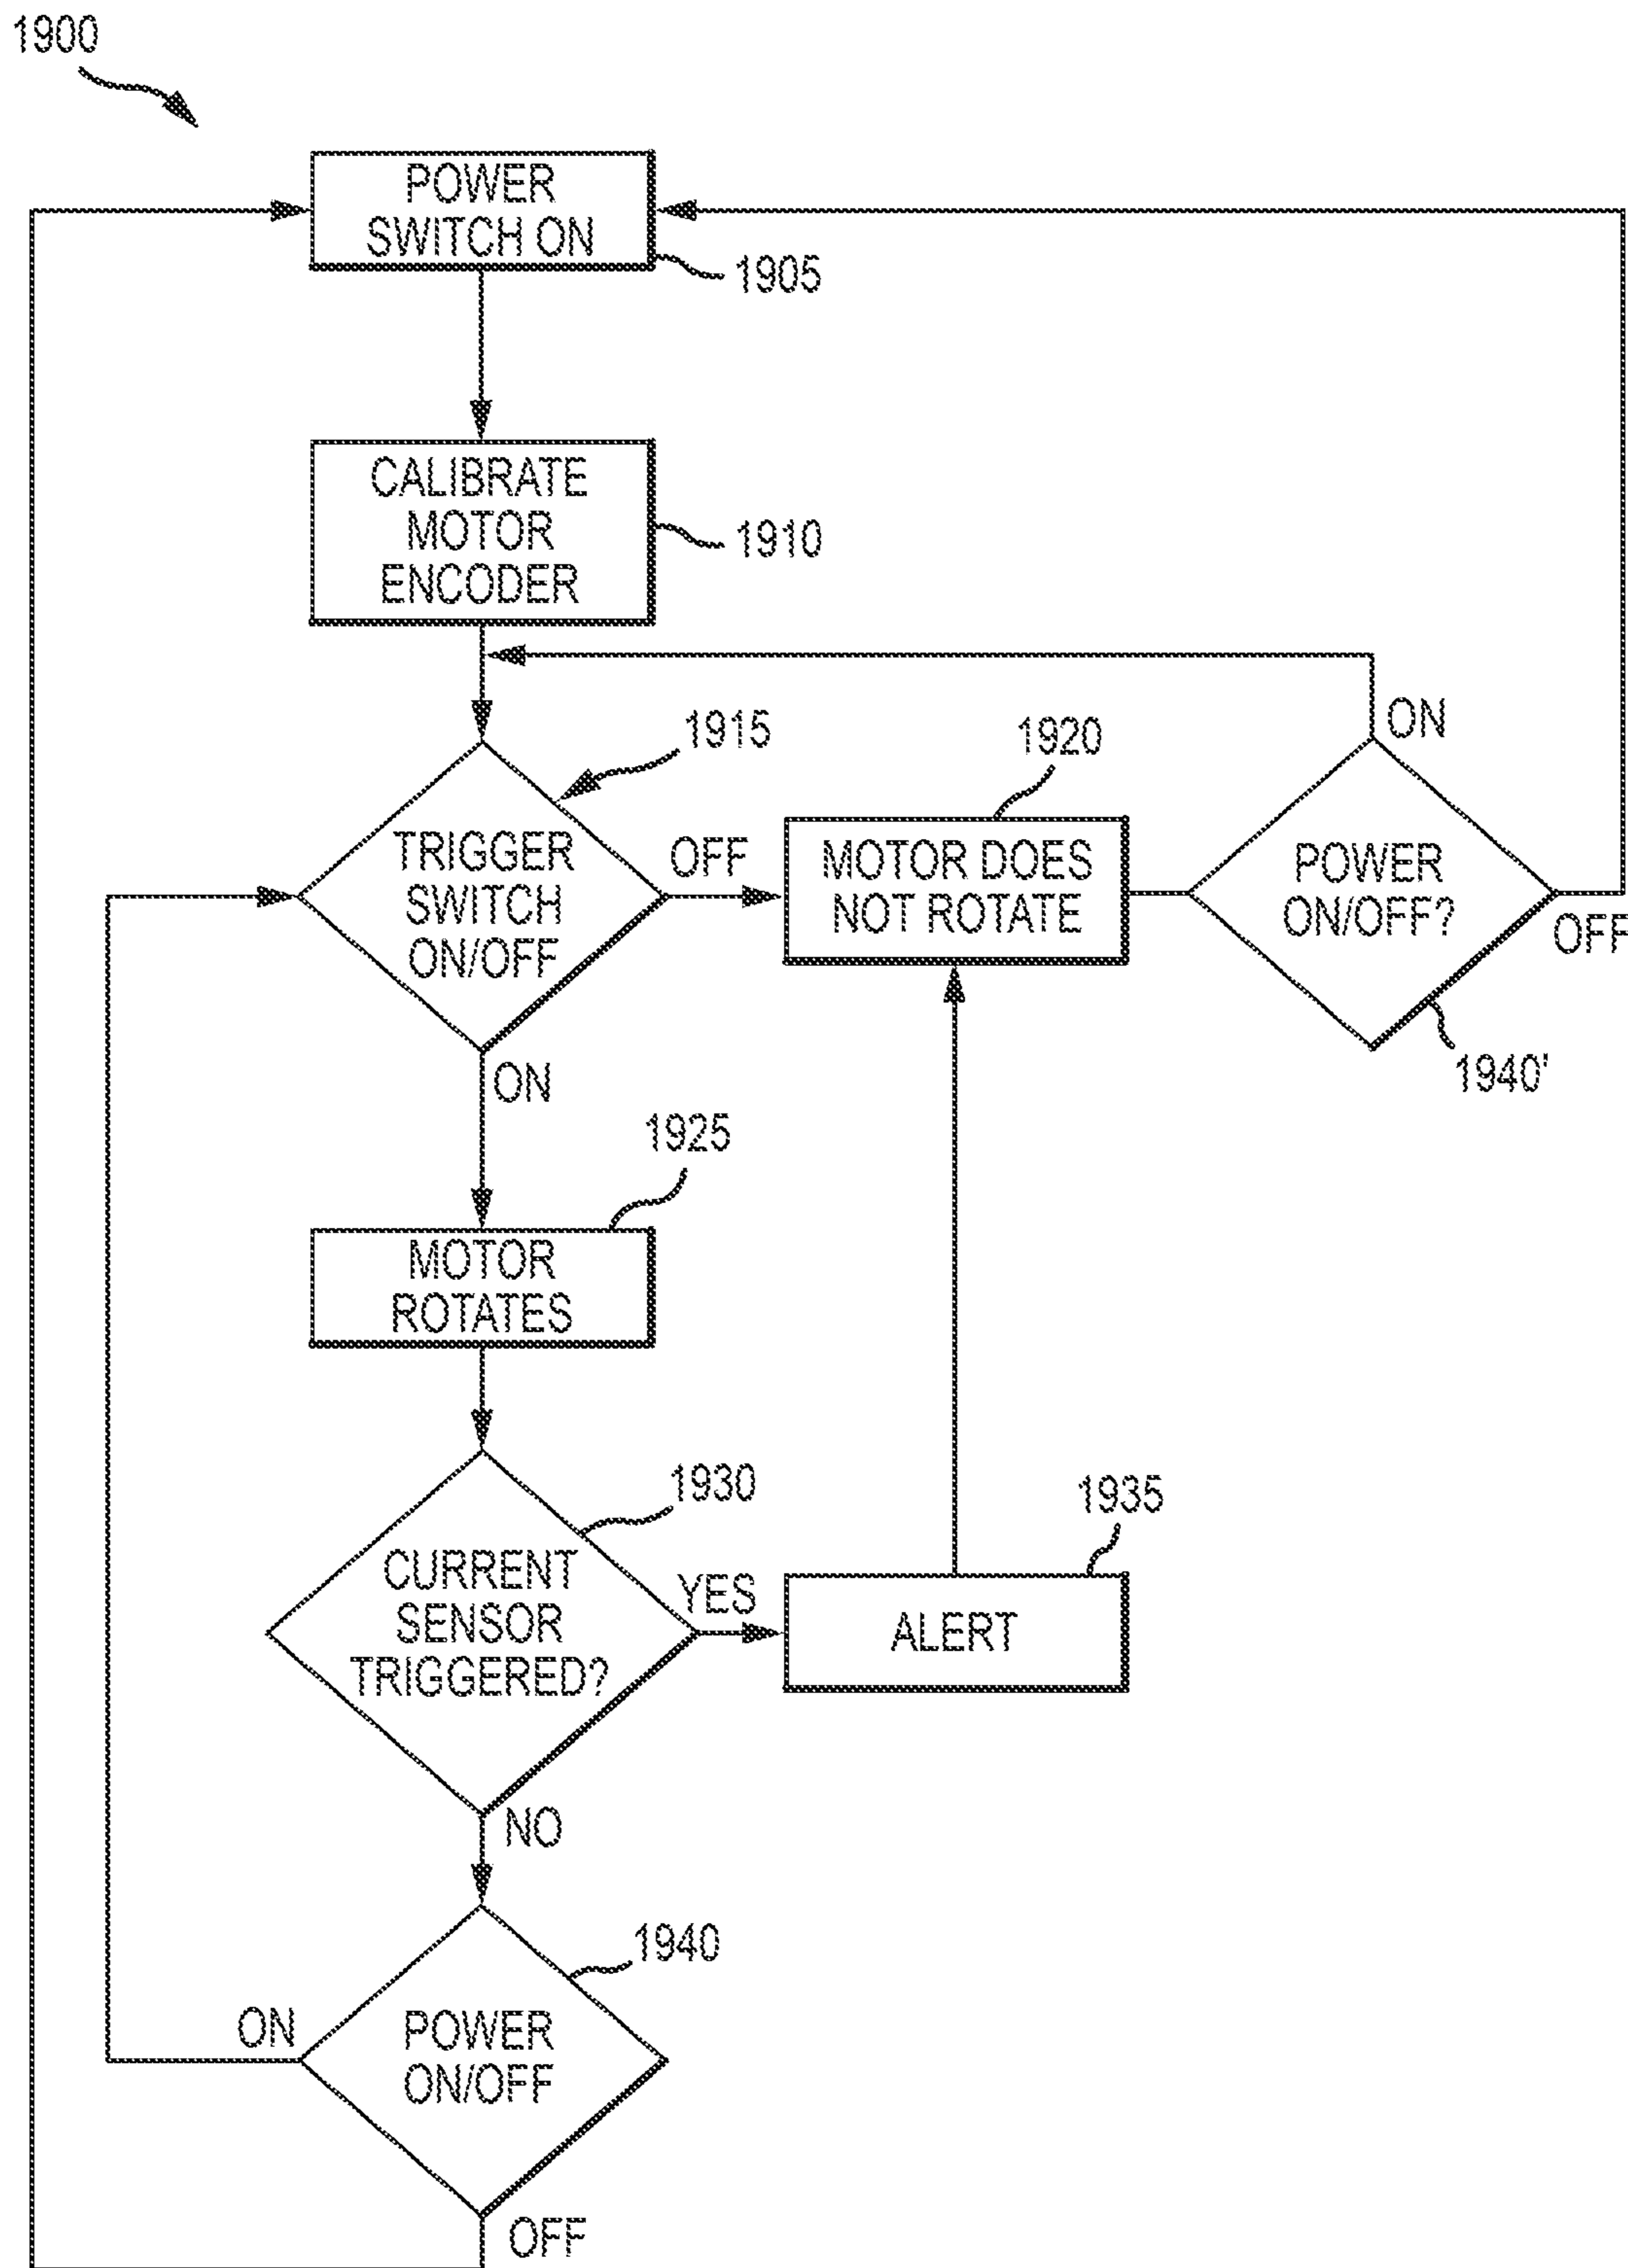 1900
POWER
SWITCH ON
1905
CALIBRATE
MOTOR
ENCODER
1910
1915
TRIGGER
SWITCH
ON/OFF
OFF
ON
1920
MOTOR DOES
NOT ROTATE
ON
POWER
ON/OFF?
OFF
1940'
1925
MOTOR
ROTATES
1930
CURRENT
SENSOR
TRIGGERED?
YES
NO
1935
ALERT
1940
ON
POWER
ON/OFF
OFF